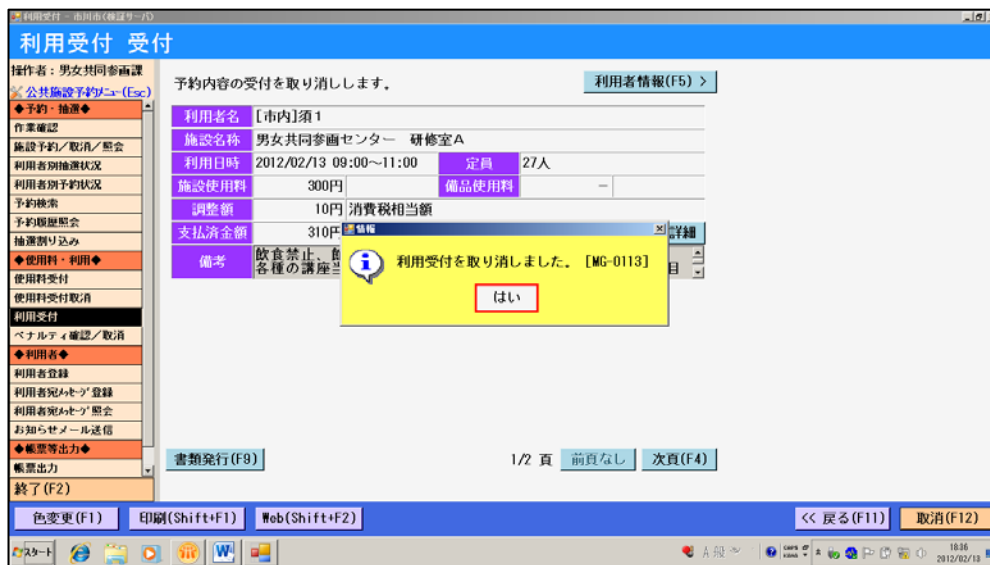 利用受付 - 市川市(検証サーバ)
利用受付 受付
操作者：男女共同参画課
公共施設予約メニュー(Esc)
◆予約・抽選◆
作業確認
施設予約／取消／照会
利用者別抽選状況
利用者別予約状況
予約検索
予約履歴照会
抽選割り込み
◆使用料・利用◆
使用料受付
使用料受付取消
利用受付
ペナルティ確認／取消
◆利用者◆
利用者登録
利用者宛メッセージ登録
利用者宛メッセージ照会
お知らせメール送信
◆帳票等出力◆
帳票出力
終了(F2)
予約内容の受付を取り消しします。
利用者情報(F5) >
利用者名 [市内]須1
施設名称 男女共同参画センター 研修室A
利用日時 2012/02/13 09:00～11:00 定員 27人
施設使用料 300円 備品使用料 －
調整額 10円 消費税相当額
支払済金額 310円 詳細
備考 飲食禁止、
各種の講座 目
情報
利用受付を取り消しました。 [MG-0113]
はい
書類発行(F9)
1/2 頁 前頁なし 次頁(F4)
色変更(F1) 印刷(Shift+F1) Web(Shift+F2) << 戻る(F11) 取消(F12)
スタート
A 般
CAPS
KANA
18:36
2012/02/13